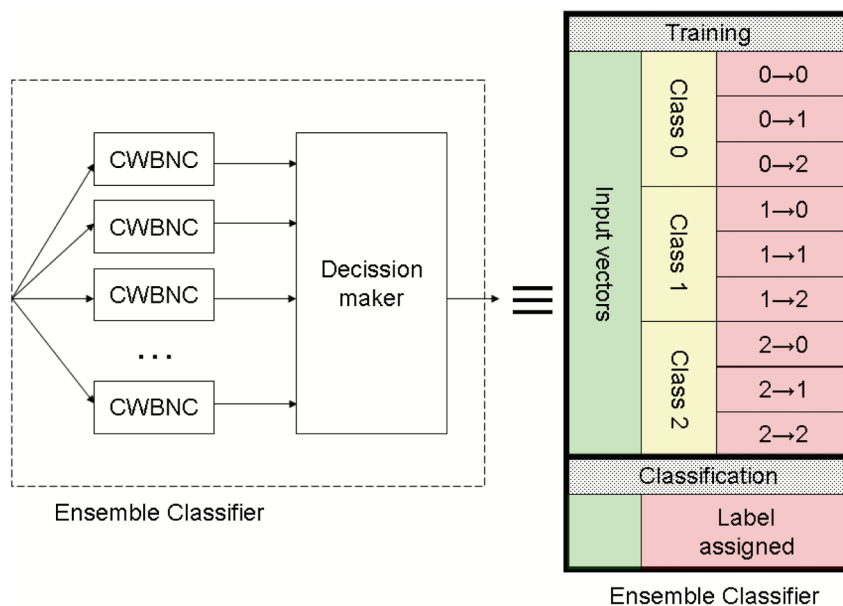 CWBNC
CWBNC
CWBNC
...
CWBNC
Decission
maker
Ensemble Classifier
≡
Training
Input vectors
Class 0
0→0
0→1
0→2
Class 1
1→0
1→1
1→2
Class 2
2→0
2→1
2→2
Classification
Label
assigned
Ensemble Classifier